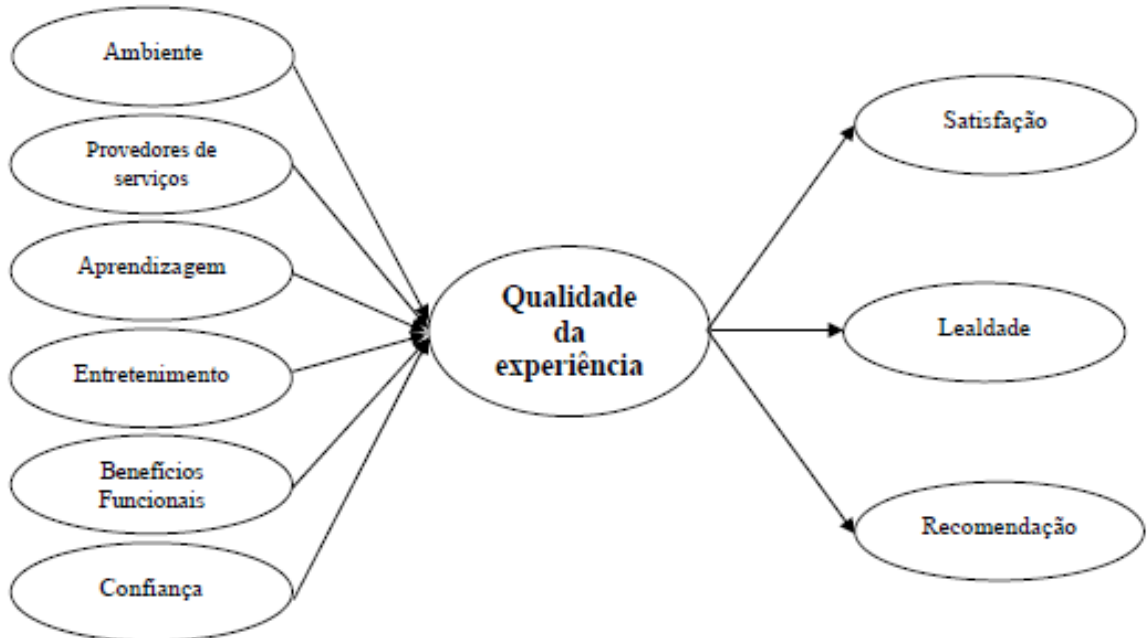 Ambiente
Provedores de
serviços
Aprendizagem
Entretenimento
Benefícios
Funcionais
Confiança
Qualidade
da
experiência
Satisfação
Lealdade
Recomendação